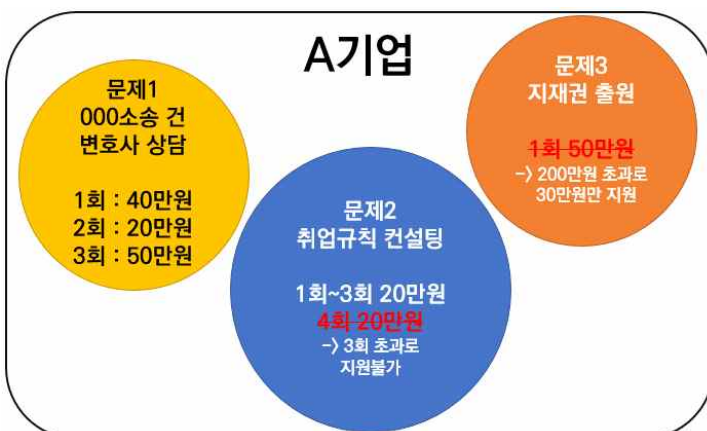 A기업
문제1
000소송 건
변호사 상담
1회 : 40만원
2회 : 20만원
3회 : 50만원
문제2
취업규칙 컨설팅
1회~3회 20만원
4회 20만원
-> 3회 초과로
지원불가
문제3
지재권 출원
1회 50만원
-> 200만원 초과로
30만원만 지원